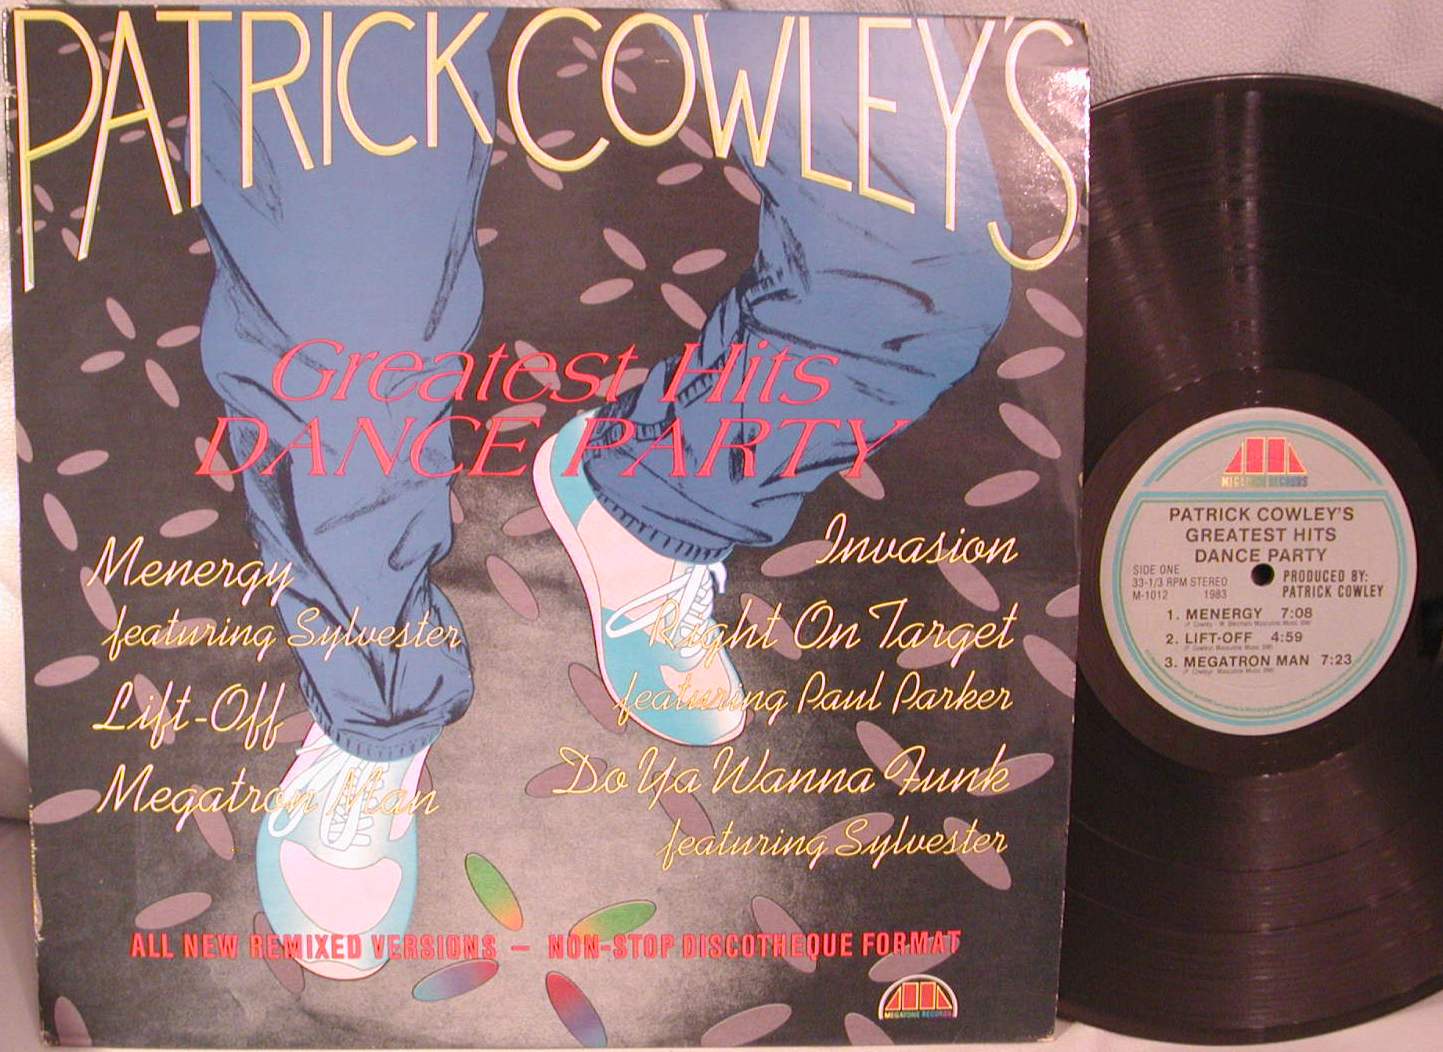 PATRICK COWLEY'S
Greatest Hits
DANCE PARTY
Menergy
featuring Sylvester
Lift-Off
Megatron Man
Invasion
Right On Target
featuring Paul Parker
Do Ya Wanna Funk
featuring Sylvester
ALL NEW REMIXED VERSIONS — NON-STOP DISCOTHEQUE FORMAT
MEGATONE RECORDS
MEGATONE RECORDS
PATRICK COWLEY'S
GREATEST HITS
DANCE PARTY
SIDE ONE
33-1/3 RPM STEREO
M-1012 1983
PRODUCED BY:
PATRICK COWLEY
1. MENERGY 7:08
2. LIFT-OFF 4:59
3. MEGATRON MAN 7:23